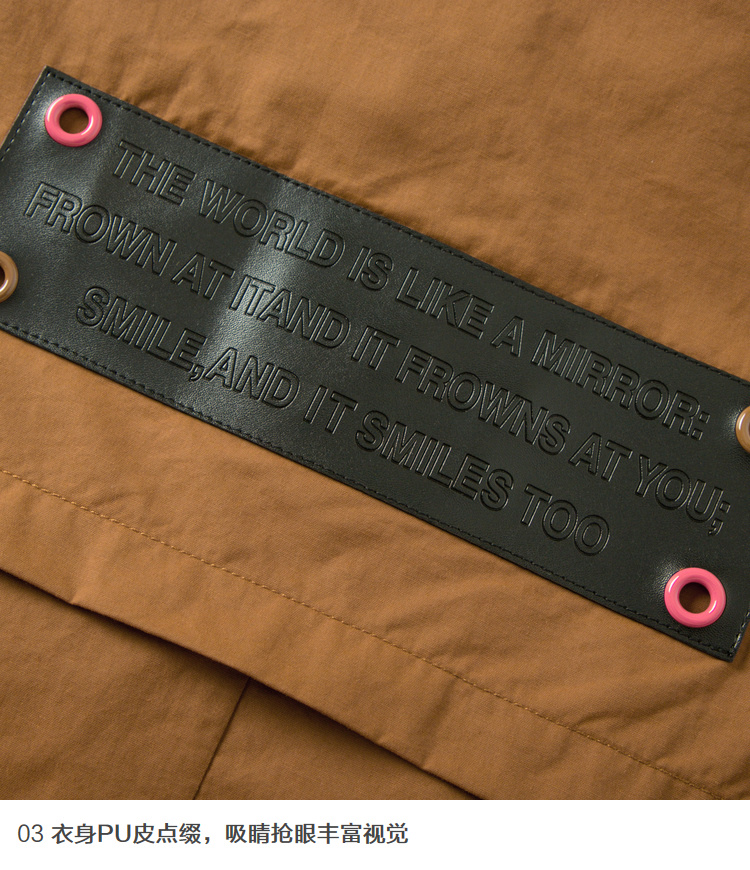 THE WORLD IS LIKE A MIRROR:
FROWN AT ITAND IT FROWNS AT YOU;
SMILE,AND IT SMILES TOO
03 衣身PU皮点缀，吸睛抢眼丰富视觉